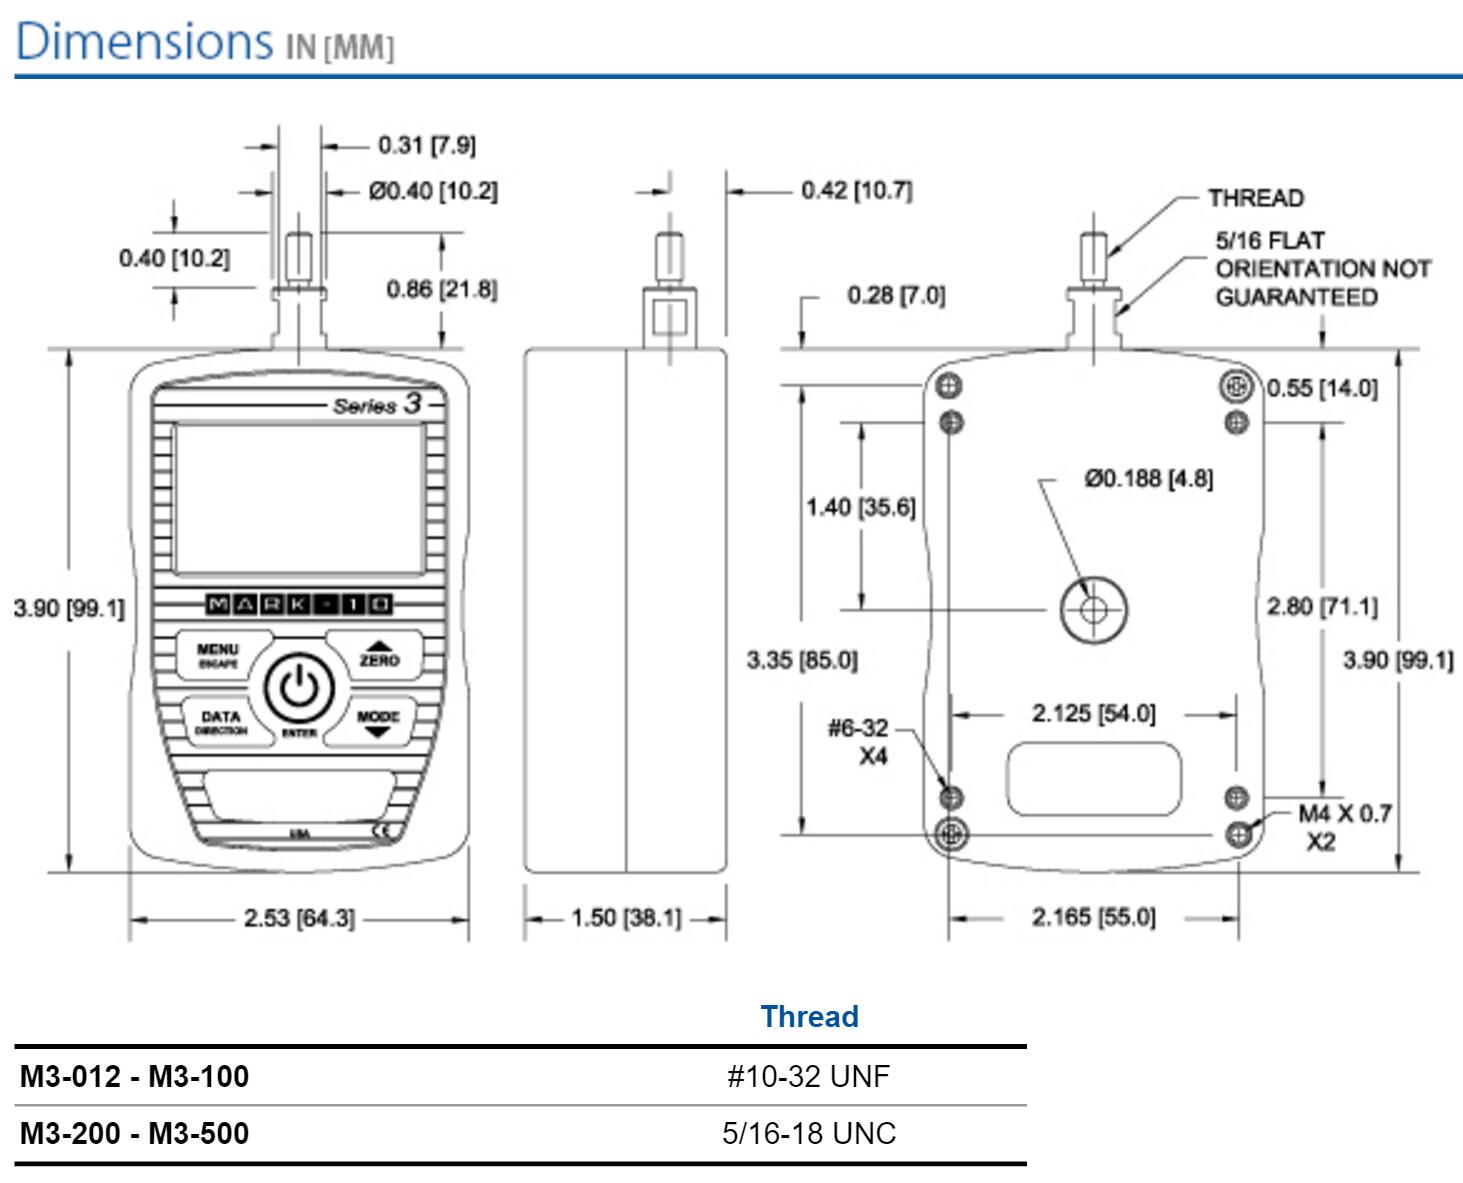 Dimensions IN [MM]
0.31 [7.9]
Ø0.40 [10.2]
0.40 [10.2]
0.86 [21.8]
3.90 [99.1]
Series 3
MARK-10
MENU
ESCAPE
ZERO
DATA
DIRECTION
MODE
ENTER
USA
CE
2.53 [64.3]
0.42 [10.7]
1.50 [38.1]
THREAD
5/16 FLAT
ORIENTATION NOT
GUARANTEED
0.28 [7.0]
0.55 [14.0]
Ø0.188 [4.8]
1.40 [35.6]
2.80 [71.1]
3.35 [85.0]
3.90 [99.1]
2.125 [54.0]
#6-32
X4
M4 X 0.7
X2
2.165 [55.0]
Thread
M3-012 - M3-100 #10-32 UNF
M3-200 - M3-500 5/16-18 UNC